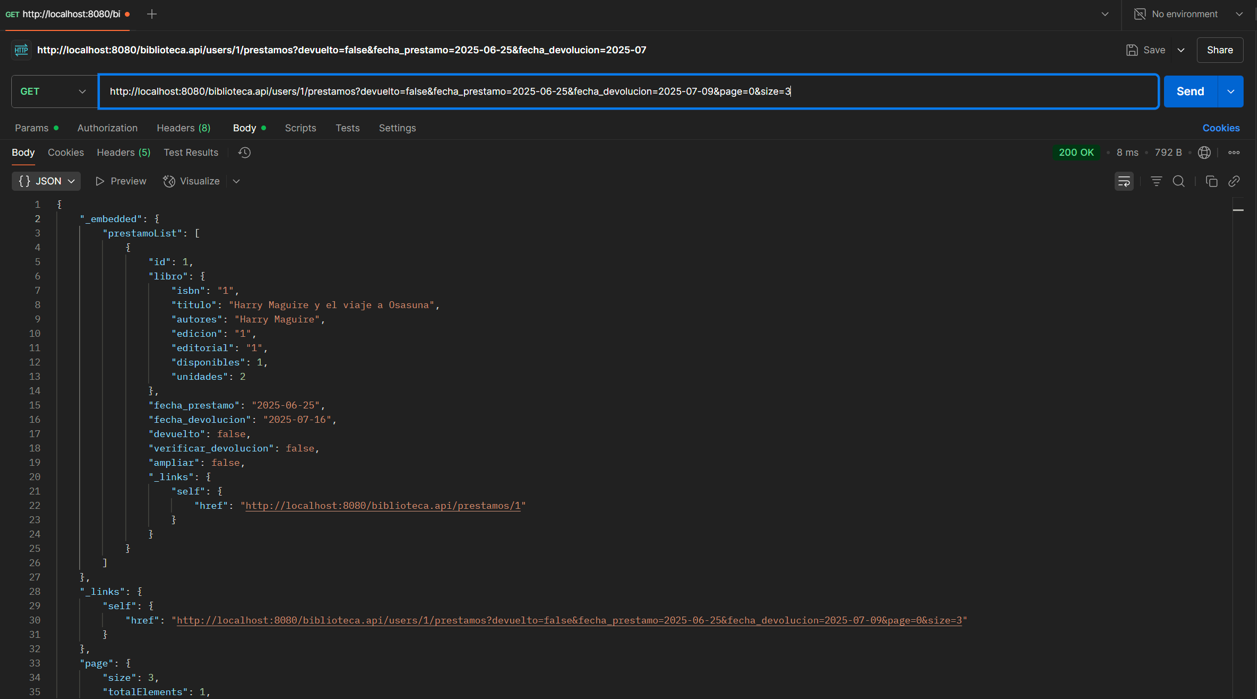 GET http://localhost:8080/bi
No environment
HTTP http://localhost:8080/biblioteca.api/users/1/prestamos?devuelto=false&fecha_prestamo=2025-06-25&fecha_devolucion=2025-07
Save
Share
GET
http://localhost:8080/biblioteca.api/users/1/prestamos?devuelto=false&fecha_prestamo=2025-06-25&fecha_devolucion=2025-07-09&page=0&size=3
Send
Params Authorization Headers (8) Body Scripts Tests Settings
Cookies
Body Cookies Headers (5) Test Results
200 OK • 8 ms • 792 B
{} JSON Preview Visualize
1 {
2 "_embedded": {
3 "prestamoList": [
4 {
5 "id": 1,
6 "libro": {
7 "isbn": "1",
8 "titulo": "Harry Maguire y el viaje a Osasuna",
9 "autores": "Harry Maguire",
10 "edicion": "1",
11 "editorial": "1",
12 "disponibles": 1,
13 "unidades": 2
14 },
15 "fecha_prestamo": "2025-06-25",
16 "fecha_devolucion": "2025-07-16",
17 "devuelto": false,
18 "verificar_devolucion": false,
19 "ampliar": false,
20 "_links": {
21 "self": {
22 "href": "http://localhost:8080/biblioteca.api/prestamos/1"
23 }
24 }
25 }
26 ]
27 },
28 "_links": {
29 "self": {
30 "href": "http://localhost:8080/biblioteca.api/users/1/prestamos?devuelto=false&fecha_prestamo=2025-06-25&fecha_devolucion=2025-07-09&page=0&size=3"
31 }
32 },
33 "page": {
34 "size": 3,
35 "totalElements": 1,